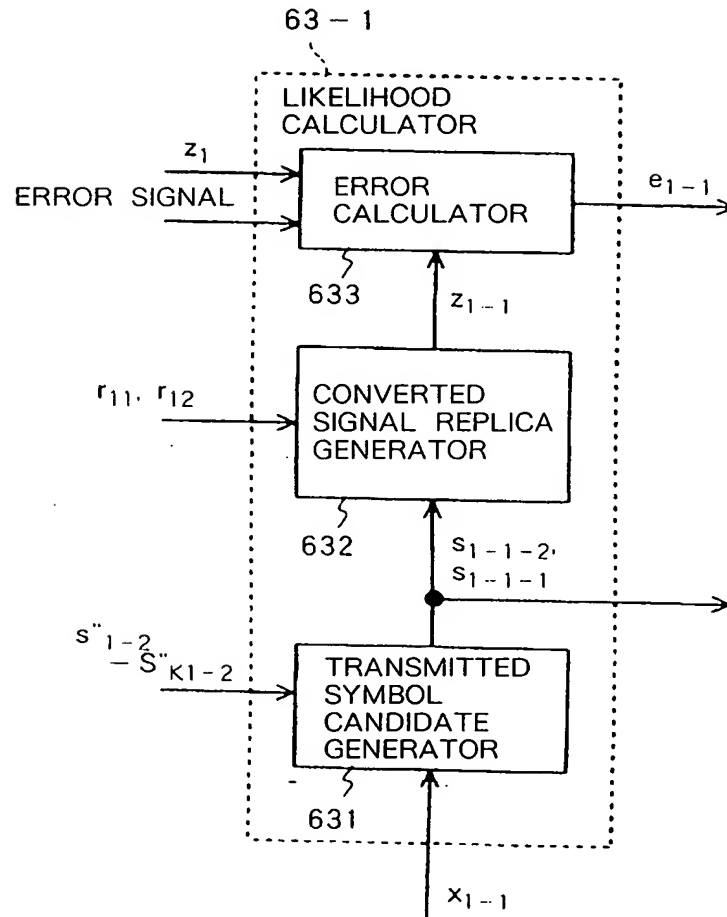 63-1
LIKELIHOOD
CALCULATOR
z1
ERROR SIGNAL
ERROR
CALCULATOR
e1-1
633
z1-1
r11, r12
CONVERTED
SIGNAL REPLICA
GENERATOR
632
s1-1-2,
s1-1-1
s"1-2
- S"K1-2
TRANSMITTED
SYMBOL
CANDIDATE
GENERATOR
631
x1-1